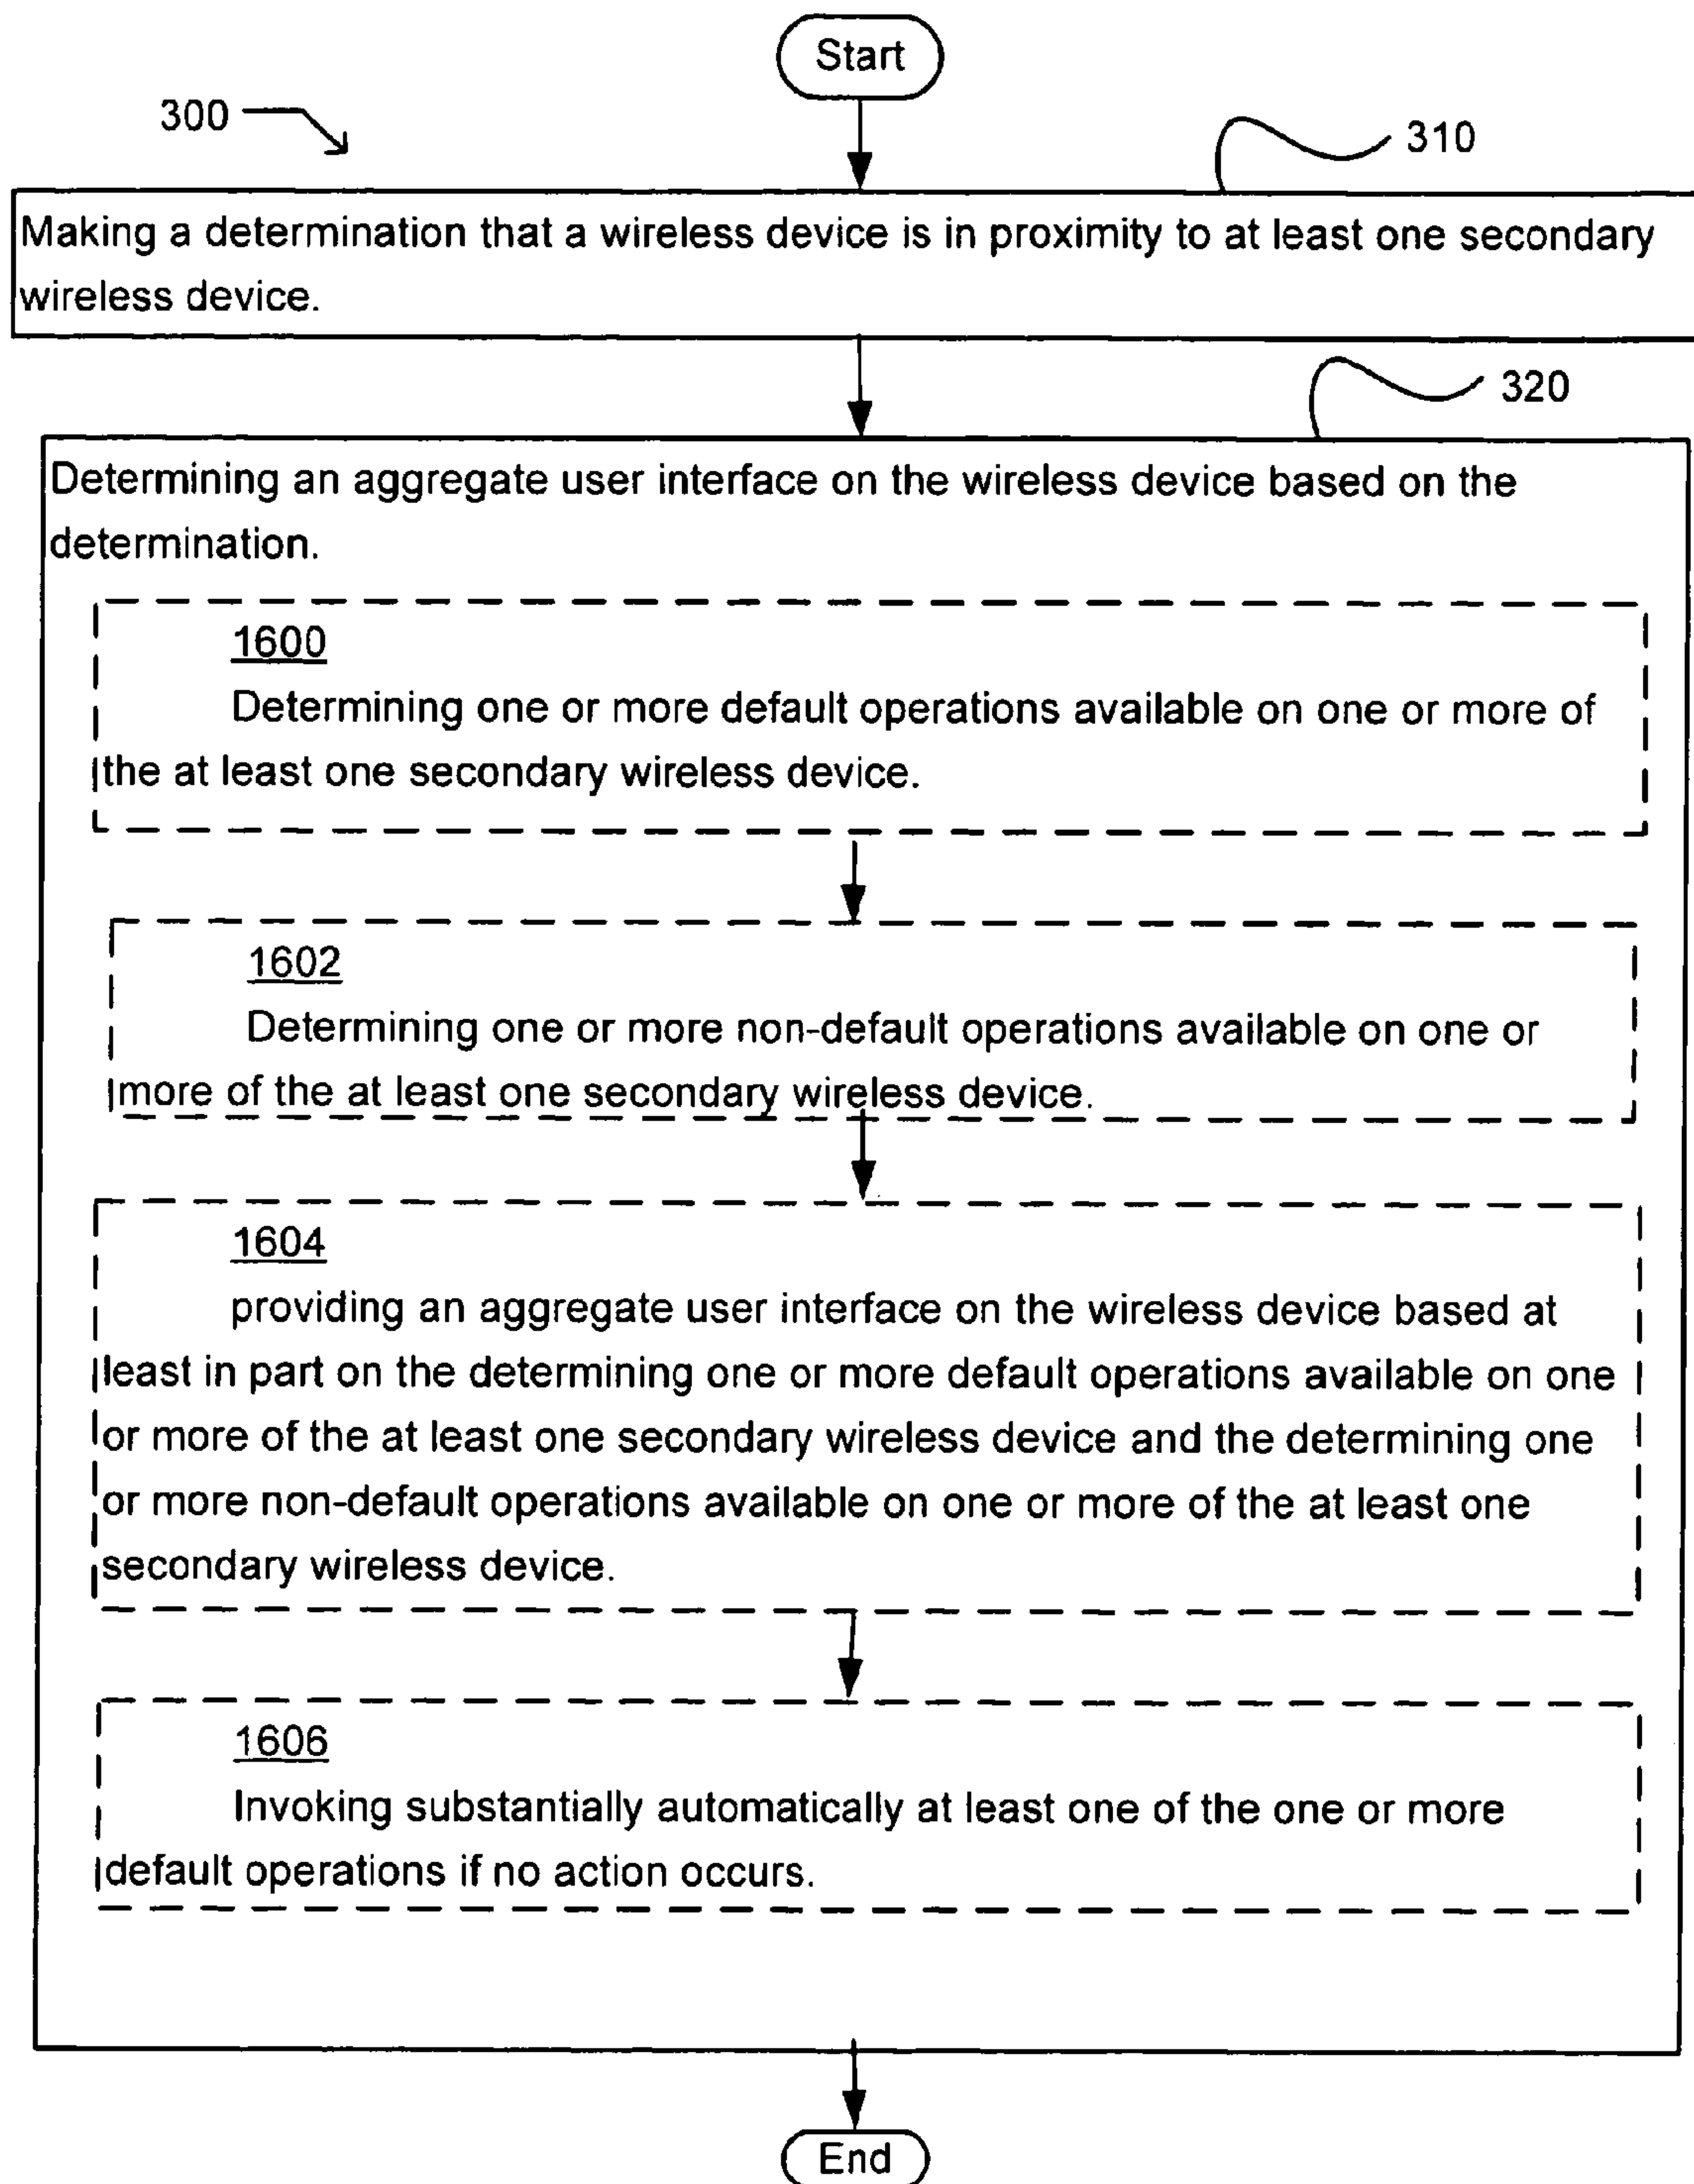 Start
300
310
Making a determination that a wireless device is in proximity to at least one secondary
wireless device.
320
Determining an aggregate user interface on the wireless device based on the
determination.
1600
Determining one or more default operations available on one or more of
the at least one secondary wireless device.
1602
Determining one or more non-default operations available on one or
more of the at least one secondary wireless device.
1604
providing an aggregate user interface on the wireless device based at
least in part on the determining one or more default operations available on one
or more of the at least one secondary wireless device and the determining one
or more non-default operations available on one or more of the at least one
secondary wireless device.
1606
Invoking substantially automatically at least one of the one or more
default operations if no action occurs.
End